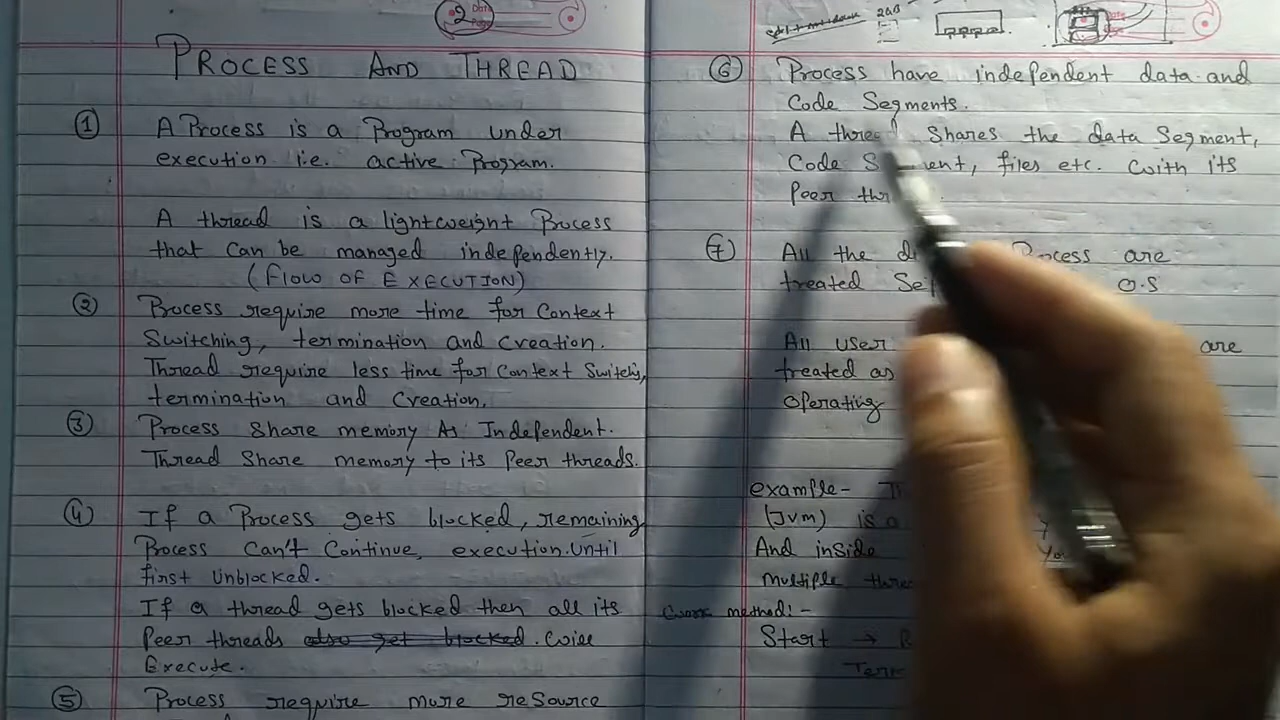 2
PROCESS AND THREAD
① A Process is a Program under
execution i.e. active Program.
A thread is a lightweight Process
that Can be managed independently.
(FLOW OF EXECUTION)
② Process require more time for Context
Switching, termination and creation.
Thread require less time for Context Switch,
termination and Creation.
③ Process Share memory As Independent.
Thread Share memory to its Peer threads.
④ If a Process gets blocked, remaining
Process Can't Continue execution. Until
first Unblocked.
If a thread gets blocked then all its
Peer threads also get blocked. will
Execute.
⑤ Process require more resource
⑥ Process have independent data and
Code Segments.
A Shares the data Segment,
Code files etc. with its
Peer
⑦ All the Process are
treated O.S
All user are
treated as
Operating
example-
(Jvm) is a
And inside
multiple
work method:-
Start →